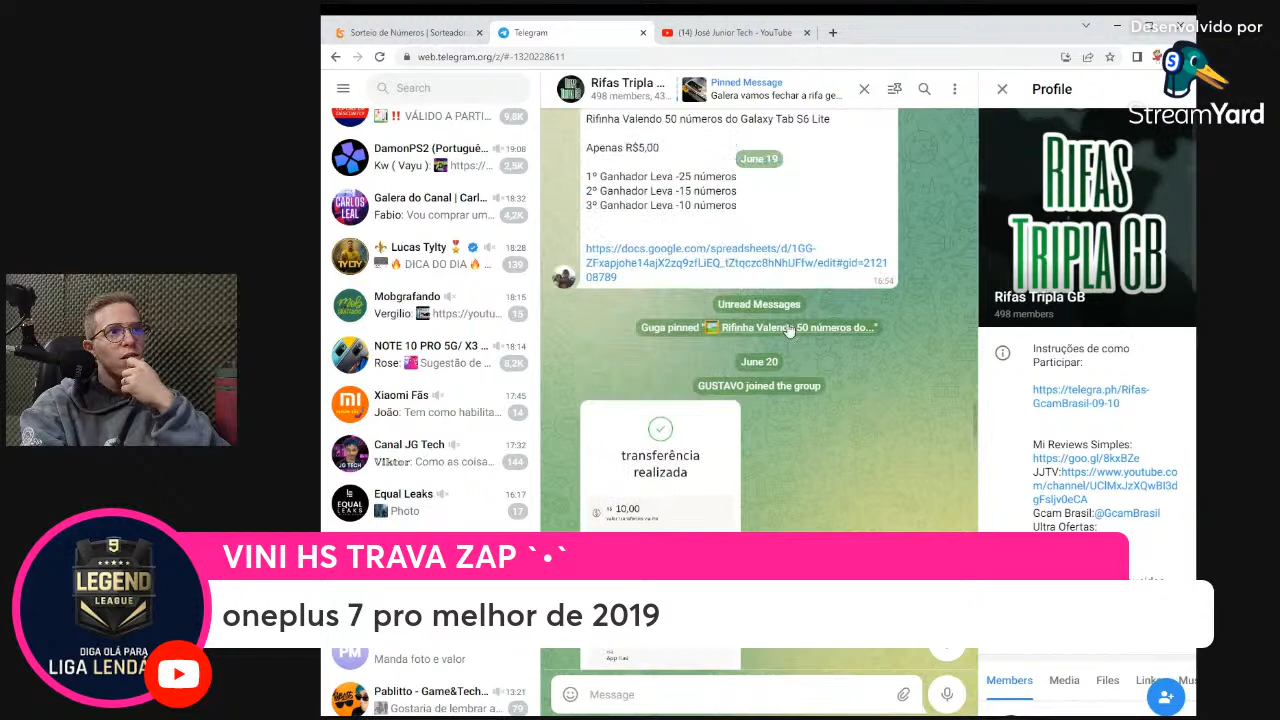 Desenvolvido por
StreamYard
Sorteio de Números | Sorteador
Telegram
(14) José Junior Tech - YouTube
web.telegram.org/z/#-1320228611
Search
VÁLIDO A PARTI...
9,8K
DamonPS2 (Portugu...
19:08
Kw ( Vayu ): https://...
2,5K
Galera do Canal | Carl...
18:32
Fabio: Vou comprar um...
4,2K
Lucas Tylty
18:28
DICA DO DIA
139
Mobgrafando
18:15
Vergilio: https://youtu...
15
NOTE 10 PRO 5G/ X3 ...
18:14
Rose: Sugestão de ...
8,2K
Xiaomi Fãs
17:45
João: Tem como habilita...
14
Canal JG Tech
17:32
Como as coisa...
144
Equal Leaks
16:17
Photo
17
Manda foto e valor
Pablitto - Game&Tech...
13:21
Gostaria de lembrar a...
79
Rifas Tripla ...
498 members, 43...
Pinned Message
Galera vamos fechar a rifa ge...
Rifinha Valendo 50 números do Galaxy Tab S6 Lite
Apenas R$5,00
June 19
1º Ganhador Leva -25 números
2º Ganhador Leva -15 números
3º Ganhador Leva -10 números
https://docs.google.com/spreadsheets/d/1GG-
ZFxapjohe14ajX2zq9zfLiEQ_tZtqczc8hNhUFfw/edit#gid=2121
08789
16:54
Unread Messages
Guga pinned "Rifinha Valendo 50 números do..."
June 20
GUSTAVO joined the group
transferência
realizada
R$ 10,00
Message
Profile
RIFAS
TRIPLA GB
Rifas Tripla GB
498 members
Instruções de como
Participar:
https://telegra.ph/Rifas-
GcamBrasil-09-10
Mi Reviews Simples:
https://goo.gl/8kxBZe
JJTV:https://www.youtube.co
m/channel/UClMxJzXQwBl3d
gFsljv0eCA
Gcam Brasil:@GcamBrasil
Ultra Ofertas:
Members
Media
Files
VINI HS TRAVA ZAP `•`
oneplus 7 pro melhor de 2019
LEGEND
LEAGUE
DIGA OLÁ PARA